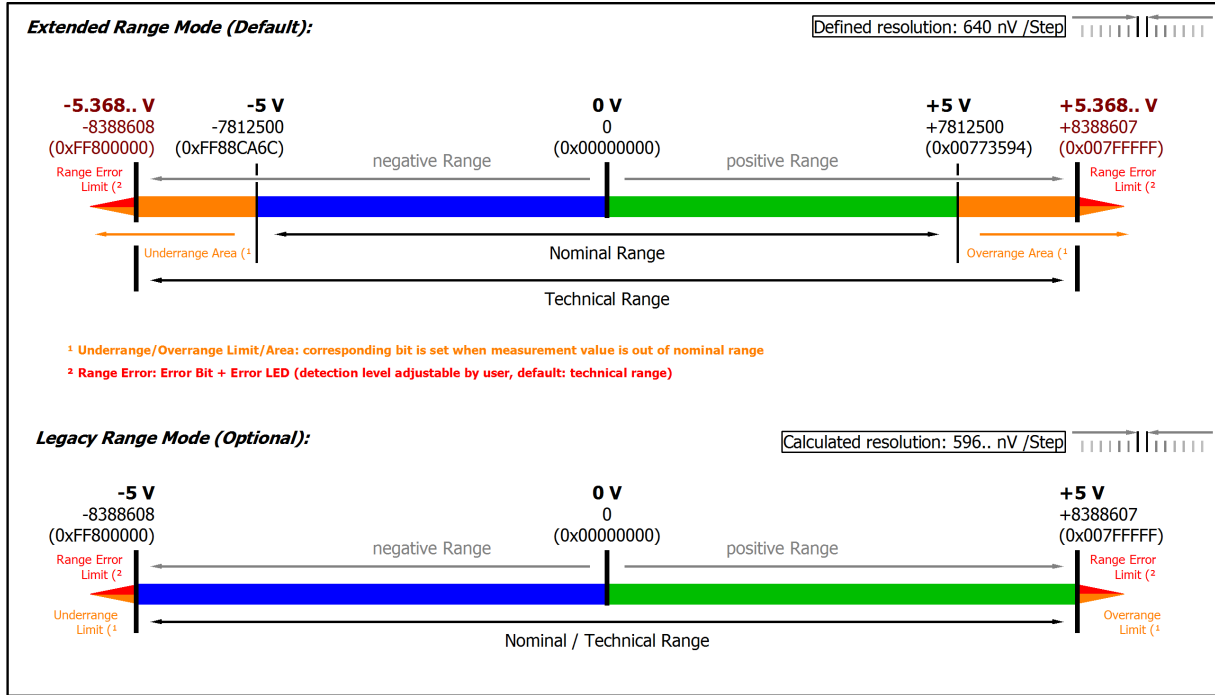 Extended Range Mode (Default):
Defined resolution: 640 nV /Step
-5.368.. V
-5 V
0 V
+5 V
+5.368.. V
-8388608
-7812500
0
+7812500
+8388607
(0xFF800000)
(0xFF88CA6C)
(0x00000000)
(0x00773594)
(0x007FFFFF)
negative Range
positive Range
Range Error
Limit (²
Range Error
Limit (²
Underrange Area (¹
Nominal Range
Overrange Area (¹
Technical Range
¹ Underrange/Overrange Limit/Area: corresponding bit is set when measurement value is out of nominal range
² Range Error: Error Bit + Error LED (detection level adjustable by user, default: technical range)
Legacy Range Mode (Optional):
Calculated resolution: 596.. nV /Step
-5 V
0 V
+5 V
-8388608
0
+8388607
(0xFF800000)
(0x00000000)
(0x007FFFFF)
negative Range
positive Range
Range Error
Limit (²
Range Error
Limit (²
Underrange
Limit (¹
Overrange
Limit (¹
Nominal / Technical Range